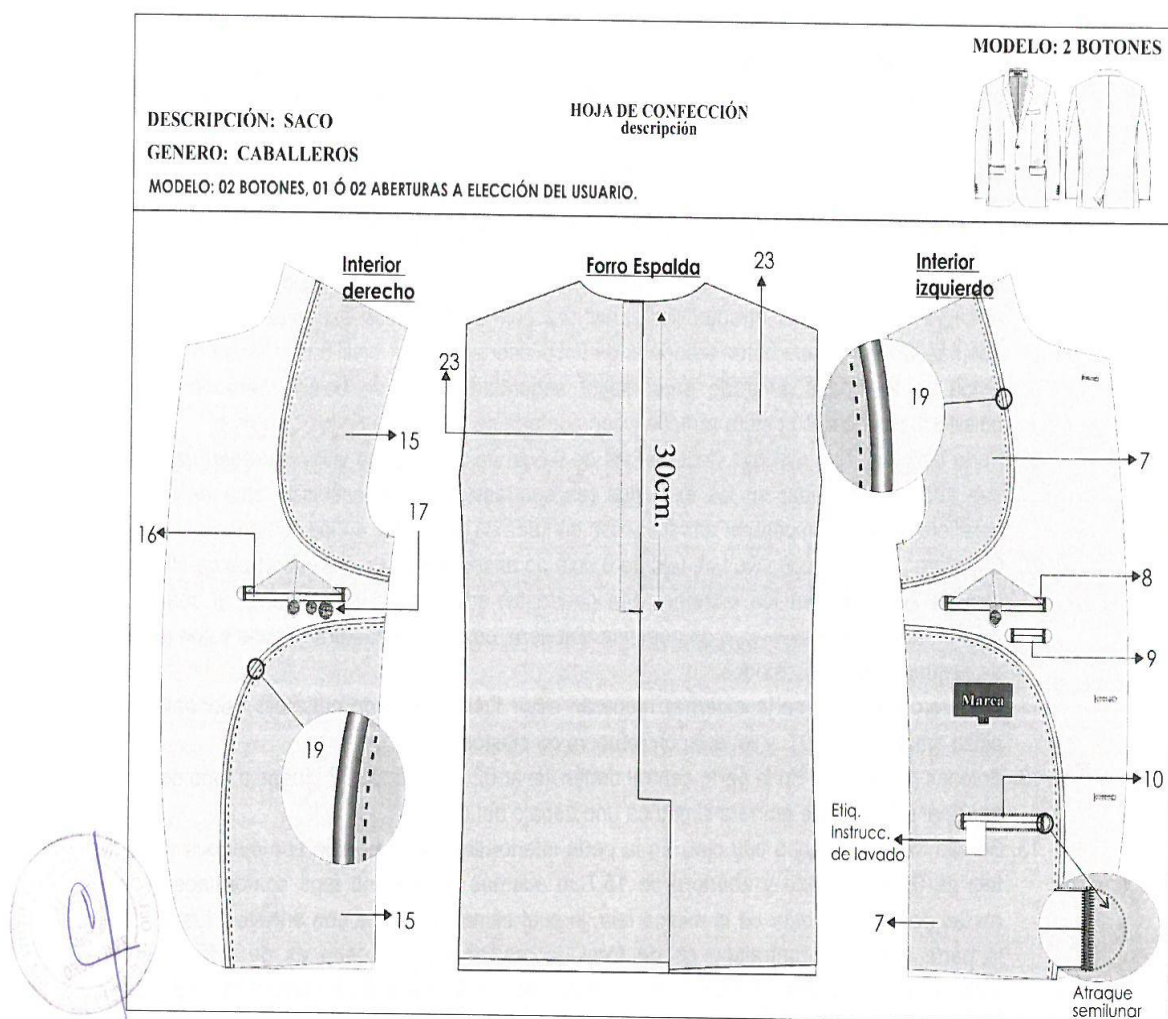 MODELO: 2 BOTONES
HOJA DE CONFECCIÓN
descripción
DESCRIPCIÓN: SACO
GENERO: CABALLEROS
MODELO: 02 BOTONES, 01 Ó 02 ABERTURAS A ELECCIÓN DEL USUARIO.
Interior
derecho
Forro Espalda
23
Interior
izquierdo
23
19
15
30cm.
7
17
16
8
9
Marca
19
10
Etiq.
Instrucc.
de lavado
15
7
Atraque
semilunar